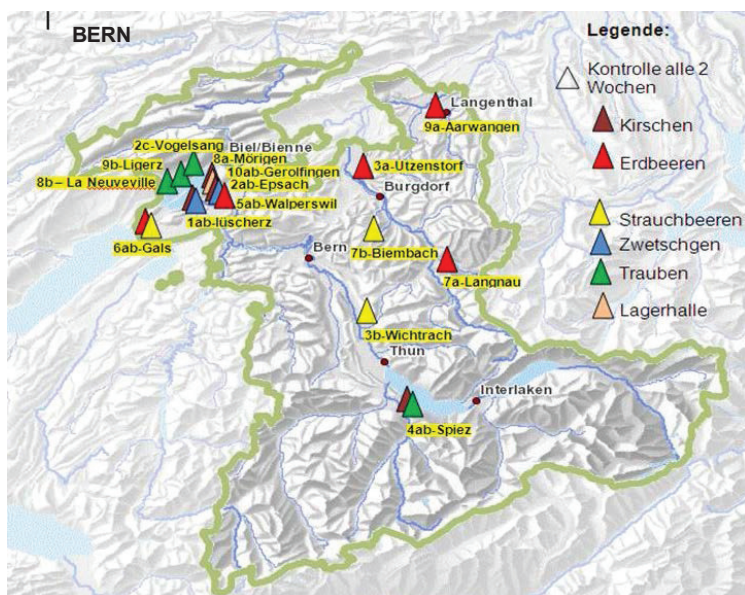 BERN
Legende:
Kontrolle alle 2
Wochen
Kirschen
Erdbeeren
Strauchbeeren
Zwetschgen
Trauben
Lagerhalle
Langenthal
9a-Aarwangen
2c-Vogelsang
Biel/Bienne
9b-Ligerz
8a-Mörigen
10ab-Gerolfingen
8b– La Neuveville
2ab-Epsach
5ab-Walperswil
1ab-lüscherz
6ab-Gals
3a-Utzenstorf
Burgdorf
Bern
7b-Biembach
7a-Langnau
3b-Wichtrach
Thun
Interlaken
4ab-Spiez